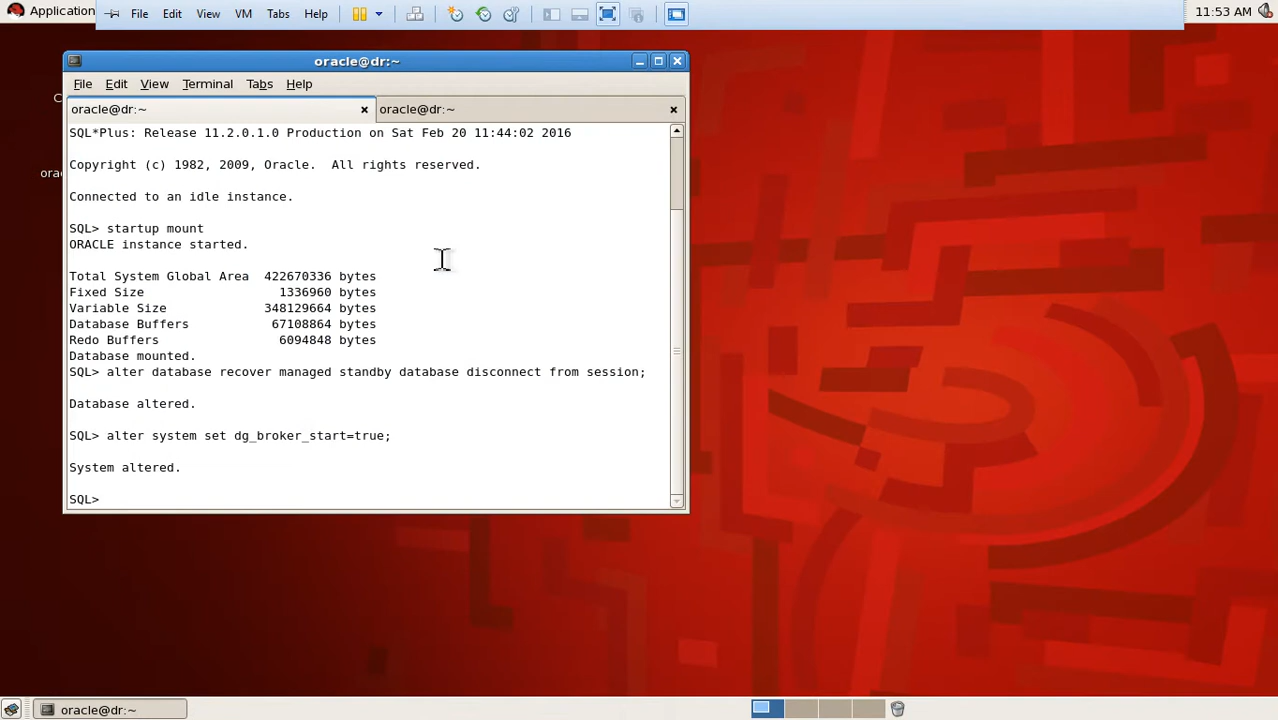 Application
File Edit View VM Tabs Help
11:53 AM
oracle@dr:~
File Edit View Terminal Tabs Help
oracle@dr:~
oracle@dr:~
SQL*Plus: Release 11.2.0.1.0 Production on Sat Feb 20 11:44:02 2016
Copyright (c) 1982, 2009, Oracle.  All rights reserved.
Connected to an idle instance.
SQL> startup mount
ORACLE instance started.
Total System Global Area  422670336 bytes
Fixed Size                  1336960 bytes
Variable Size             348129664 bytes
Database Buffers           67108864 bytes
Redo Buffers                6094848 bytes
Database mounted.
SQL> alter database recover managed standby database disconnect from session;
Database altered.
SQL> alter system set dg_broker_start=true;
System altered.
SQL>
C
orac
oracle@dr:~